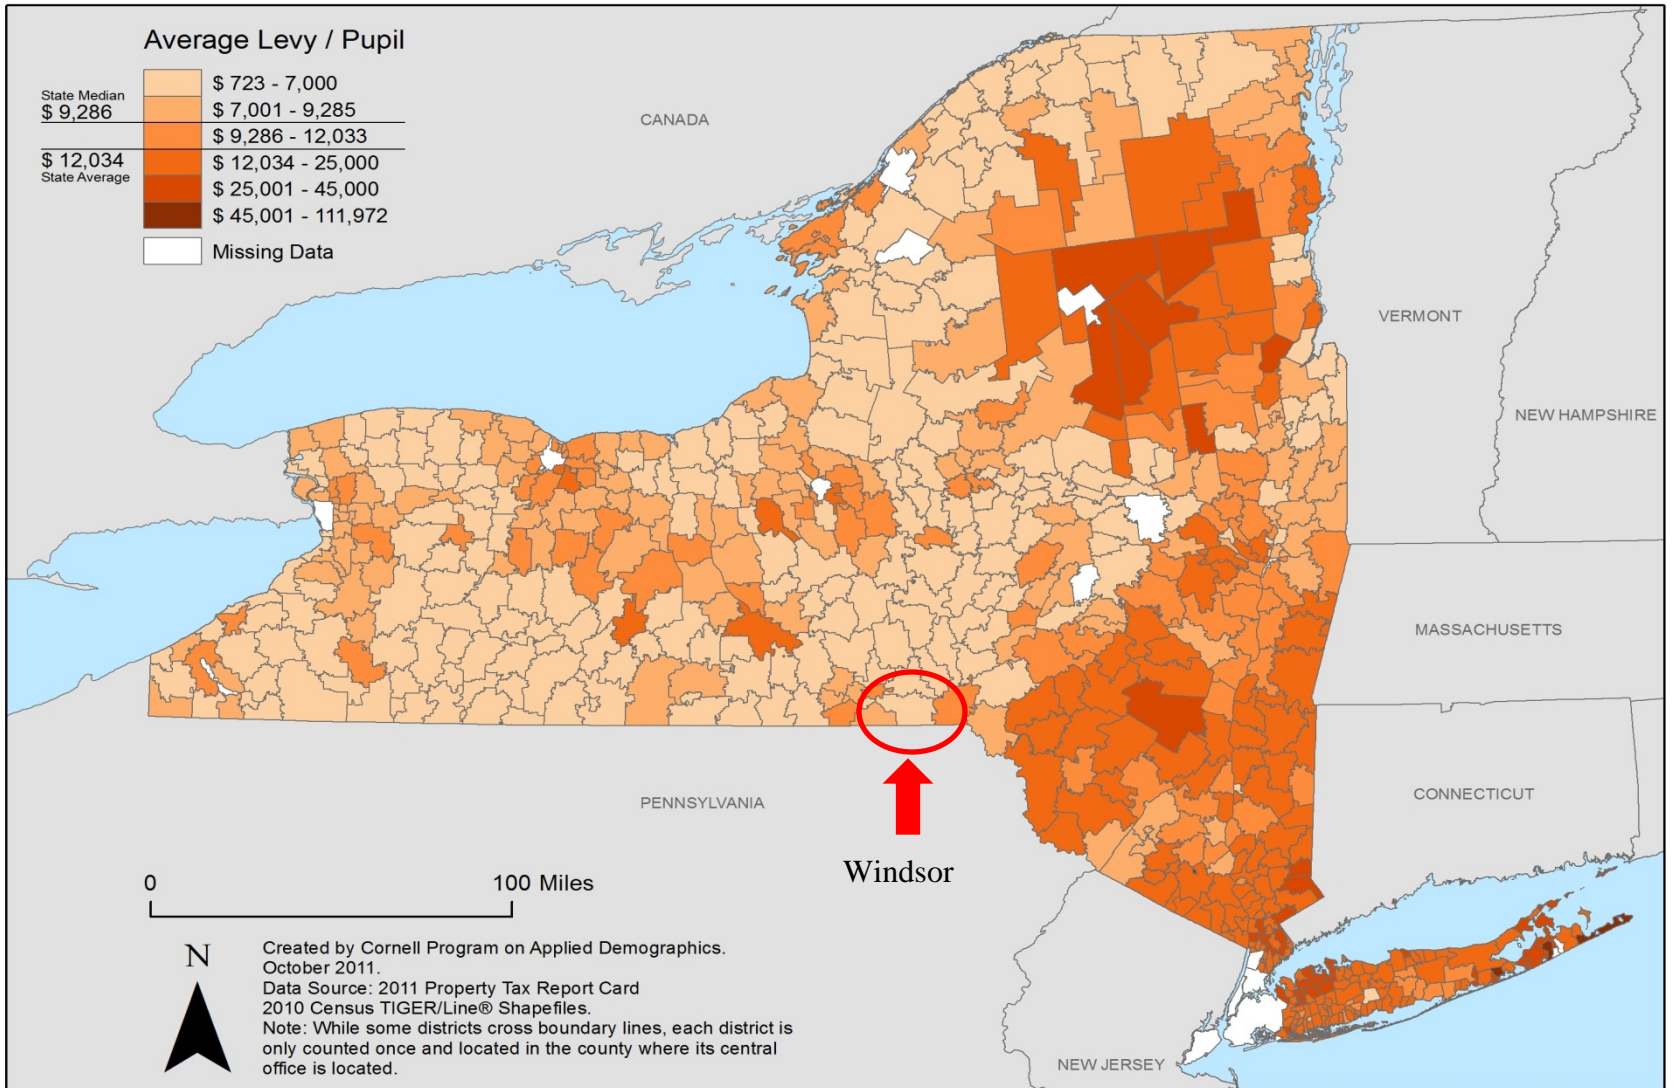 Average Levy / Pupil
$ 723 - 7,000
State Median
$ 9,286
$ 7,001 - 9,285
$ 9,286 - 12,033
$ 12,034
State Average
$ 12,034 - 25,000
$ 25,001 - 45,000
$ 45,001 - 111,972
Missing Data
CANADA
VERMONT
NEW HAMPSHIRE
MASSACHUSETTS
CONNECTICUT
PENNSYLVANIA
Windsor
NEW JERSEY
0 100 Miles
N
Created by Cornell Program on Applied Demographics.
October 2011.
Data Source: 2011 Property Tax Report Card
2010 Census TIGER/Line® Shapefiles.
Note: While some districts cross boundary lines, each district is
only counted once and located in the county where its central
office is located.